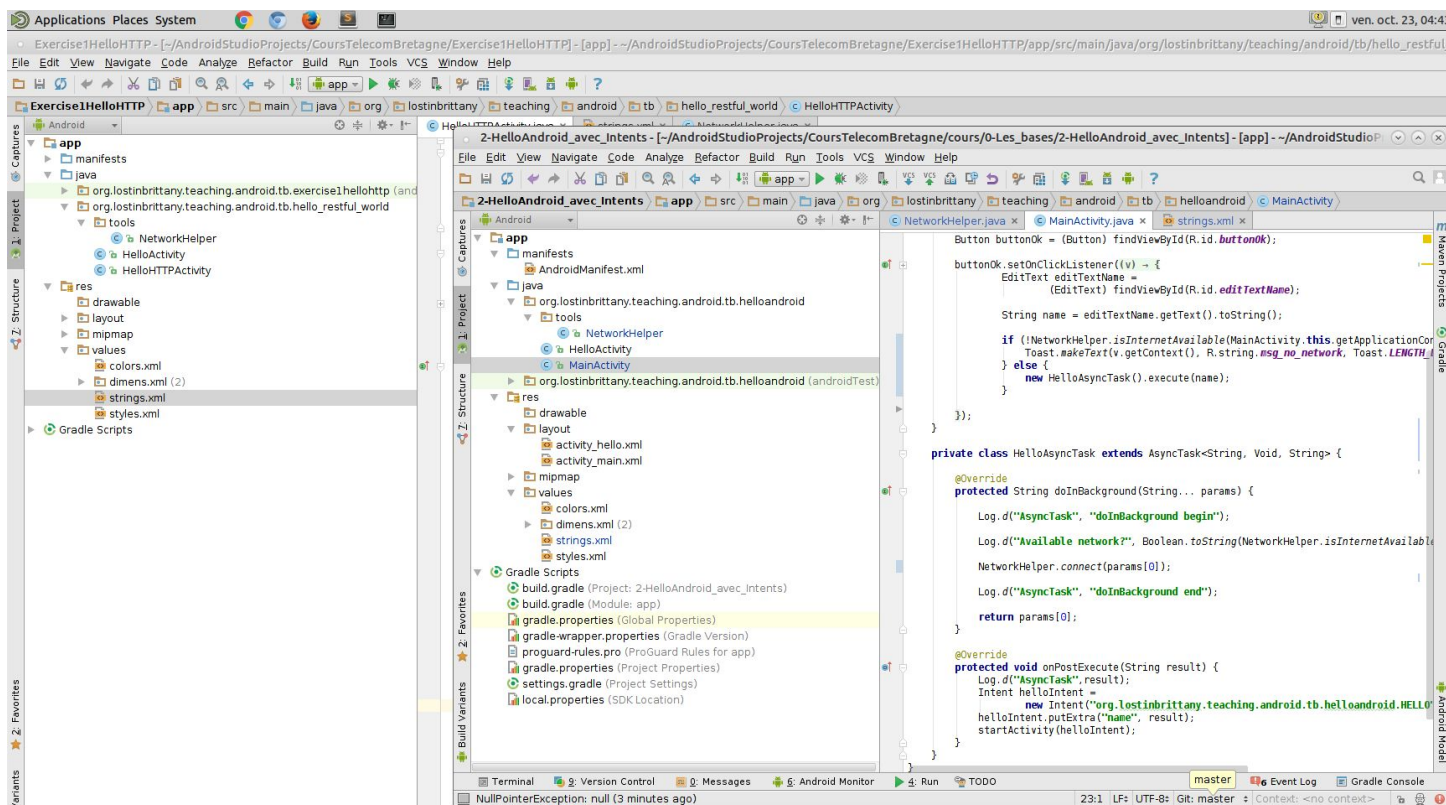 Applications Places System
ven. oct. 23, 04:4
Exercise1HelloHTTP - [~/AndroidStudioProjects/CoursTelecomBretagne/Exercise1HelloHTTP] - [app] - ~/AndroidStudioProjects/CoursTelecomBretagne/Exercise1HelloHTTP/app/src/main/java/org/lostinbrittany/teaching/android/tb/hello_restful
File Edit View Navigate Code Analyze Refactor Build Run Tools VCS Window Help
app
Exercise1HelloHTTP app src main java org lostinbrittany teaching android tb hello_restful_world HelloHTTPActivity
Android
Captures
1: Project
7: Structure
2: Favorites
app
manifests
java
org.lostinbrittany.teaching.android.tb.exercise1hellohttp (and
org.lostinbrittany.teaching.android.tb.hello_restful_world
tools
NetworkHelper
HelloActivity
HelloHTTPActivity
res
drawable
layout
mipmap
values
colors.xml
dimens.xml (2)
strings.xml
styles.xml
Gradle Scripts
2-HelloAndroid_avec_Intents - [~/AndroidStudioProjects/CoursTelecomBretagne/cours/0-Les_bases/2-HelloAndroid_avec_Intents] - [app] - ~/AndroidStudioP
File Edit View Navigate Code Analyze Refactor Build Run Tools VCS Window Help
app
2-HelloAndroid_avec_Intents app src main java org lostinbrittany teaching android tb helloandroid MainActivity
Android
Captures
1: Project
7: Structure
2: Favorites
Build Variants
app
manifests
AndroidManifest.xml
java
org.lostinbrittany.teaching.android.tb.helloandroid
tools
NetworkHelper
HelloActivity
MainActivity
org.lostinbrittany.teaching.android.tb.helloandroid (androidTest)
res
drawable
layout
activity_hello.xml
activity_main.xml
mipmap
values
colors.xml
dimens.xml (2)
strings.xml
styles.xml
Gradle Scripts
build.gradle (Project: 2-HelloAndroid_avec_Intents)
build.gradle (Module: app)
gradle.properties (Global Properties)
gradle-wrapper.properties (Gradle Version)
proguard-rules.pro (ProGuard Rules for app)
gradle.properties (Project Properties)
settings.gradle (Project Settings)
local.properties (SDK Location)
NetworkHelper.java MainActivity.java strings.xml
Button buttonOk = (Button) findViewById(R.id.buttonOk);
buttonOk.setOnClickListener((v) → {
EditText editTextName =
(EditText) findViewById(R.id.editTextName);
String name = editTextName.getText().toString();
if (!NetworkHelper.isInternetAvailable(MainActivity.this.getApplicationCon
Toast.makeText(v.getContext(), R.string.msg_no_network, Toast.LENGTH_
} else {
new HelloAsyncTask().execute(name);
}
});
}
private class HelloAsyncTask extends AsyncTask<String, Void, String> {
@Override
protected String doInBackground(String... params) {
Log.d("AsyncTask", "doInBackground begin");
Log.d("Available network?", Boolean.toString(NetworkHelper.isInternetAvailable
NetworkHelper.connect(params[0]);
Log.d("AsyncTask", "doInBackground end");
return params[0];
}
@Override
protected void onPostExecute(String result) {
Log.d("AsyncTask",result);
Intent helloIntent =
new Intent("org.lostinbrittany.teaching.android.tb.helloandroid.HELLO"
helloIntent.putExtra("name", result);
startActivity(helloIntent);
}
}
}
Maven Projects
Gradle
Android Model
Terminal 9: Version Control 0: Messages 6: Android Monitor 4: Run TODO master 6 Event Log Gradle Console
NullPointerException: null (3 minutes ago) 23:1 LF÷ UTF-8÷ Git: master ÷ Context: <no context>